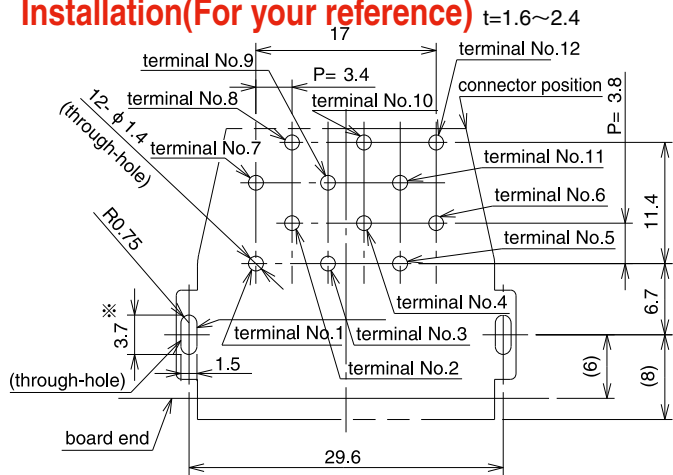 Installation(For your reference) t=1.6~2.4
17
terminal No.9
terminal No.12
P= 3.4
connector position
terminal No.8
terminal No.10
12- φ 1.4
(through-hole)
P= 3.8
terminal No.7
terminal No.11
terminal No.6
R0.75
11.4
terminal No.5
※
3.7
terminal No.4
6.7
terminal No.1
terminal No.3
1.5
terminal No.2
(through-hole)
(6)
(8)
board end
29.6